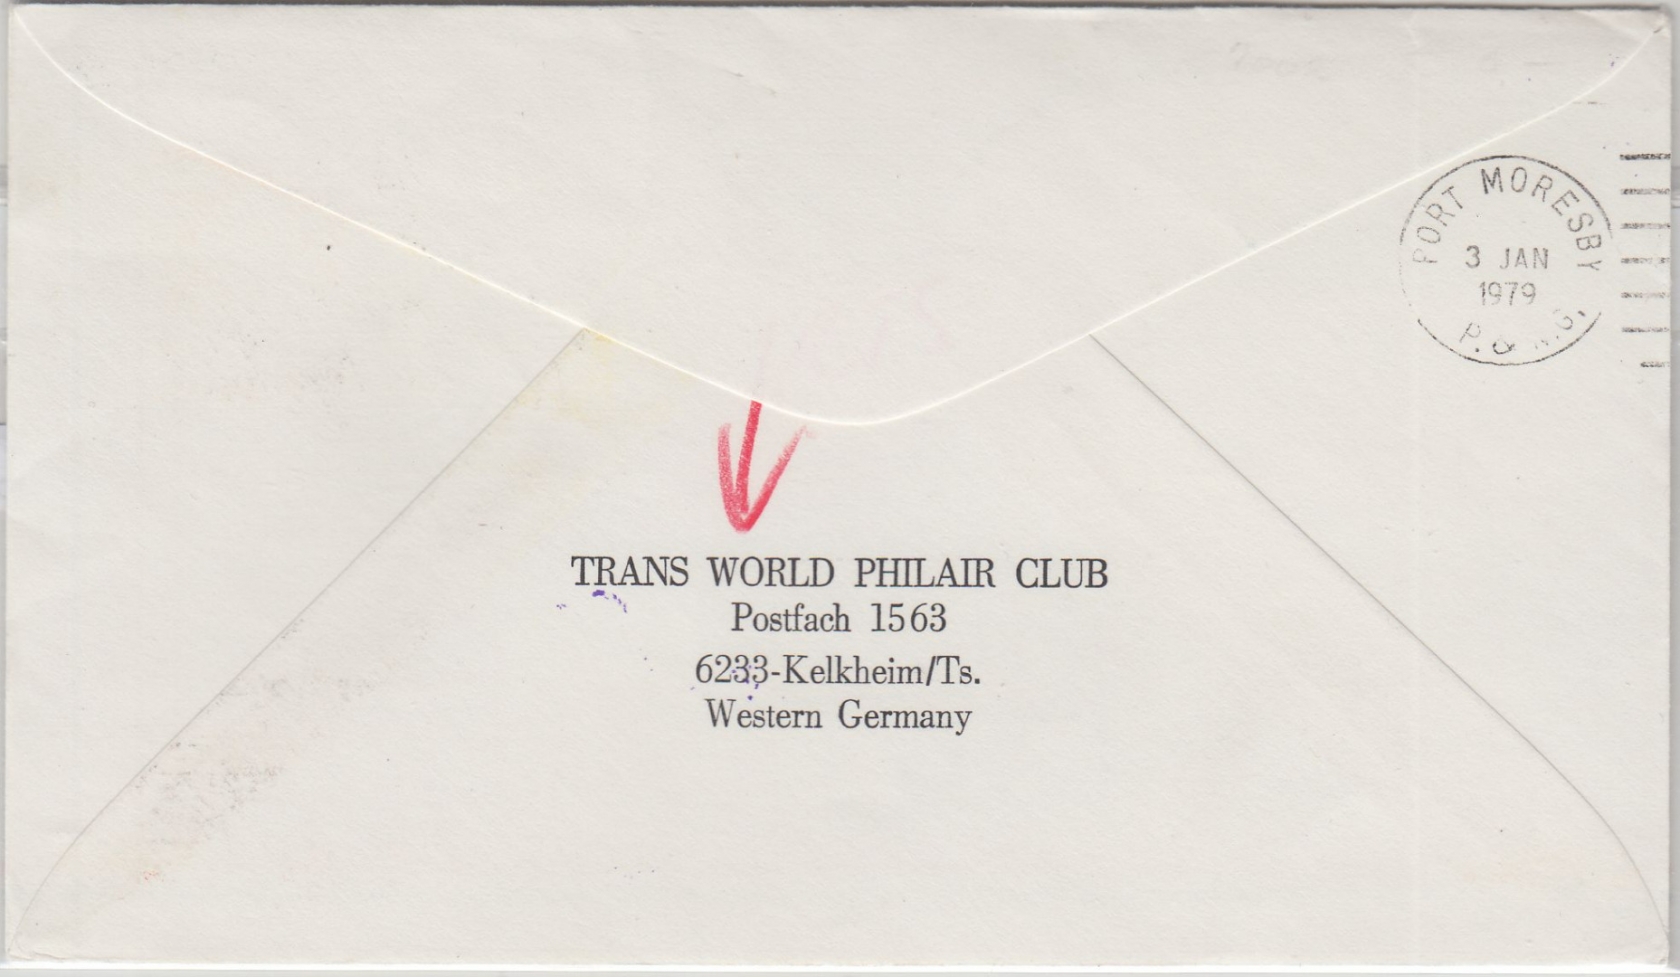 PORT MORESBY
3 JAN
1979
P. & N.G.
TRANS WORLD PHILAIR CLUB
Postfach 1563
6233-Kelkheim/Ts.
Western Germany